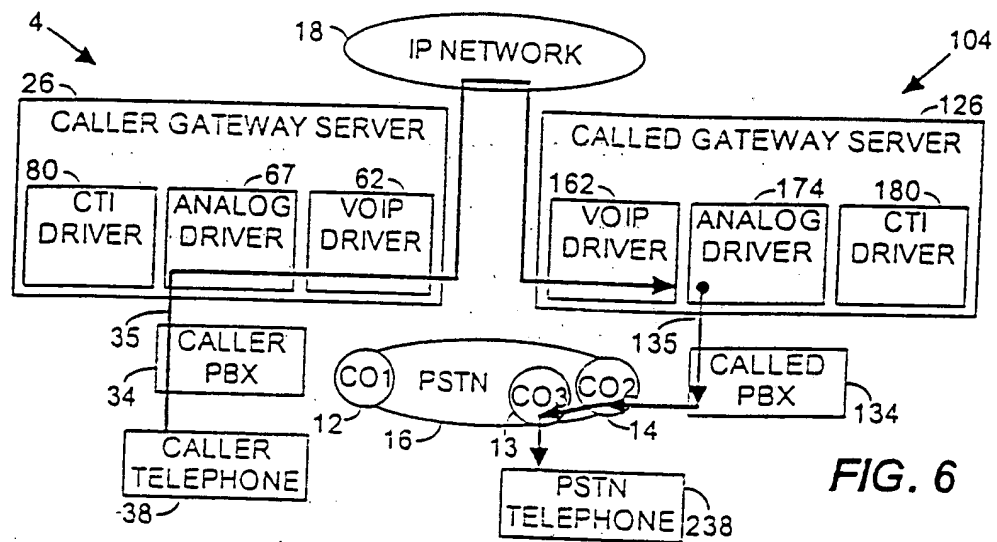 4
18
IP NETWORK
104
26
CALLER GATEWAY SERVER
126
CALLED GATEWAY SERVER
80
CTI
DRIVER
67
ANALOG
DRIVER
62
VOIP
DRIVER
162
VOIP
DRIVER
174
ANALOG
DRIVER
180
CTI
DRIVER
35
CALLER
PBX
34
CO1
PSTN
CO3
CO2
12
16
13
14
135
CALLED
PBX
134
CALLER
TELEPHONE
38
PSTN
TELEPHONE
238
FIG. 6